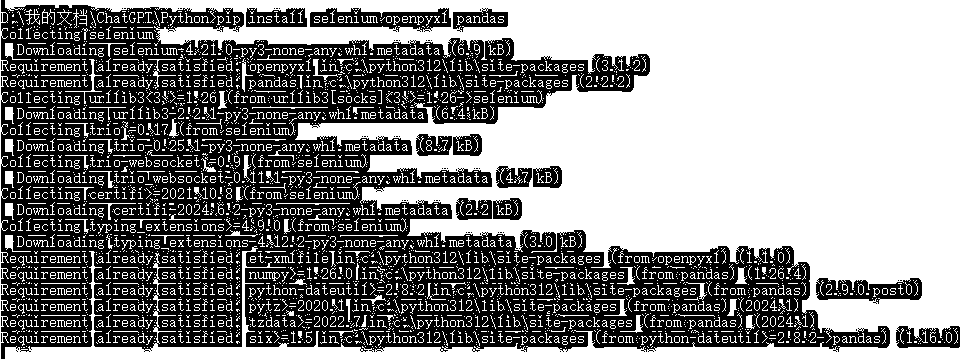 D:\我的文档\ChatGPT\Python>pip install selenium openpyxl pandas
Collecting selenium
  Downloading selenium-4.21.0-py3-none-any.whl.metadata (6.9 kB)
Requirement already satisfied: openpyxl in c:\python312\lib\site-packages (3.1.2)
Requirement already satisfied: pandas in c:\python312\lib\site-packages (2.2.2)
Collecting urllib3<3,>=1.26 (from urllib3[socks]<3,>=1.26->selenium)
  Downloading urllib3-2.2.1-py3-none-any.whl.metadata (6.4 kB)
Collecting trio~=0.17 (from selenium)
  Downloading trio-0.25.1-py3-none-any.whl.metadata (8.7 kB)
Collecting trio-websocket~=0.9 (from selenium)
  Downloading trio_websocket-0.11.1-py3-none-any.whl.metadata (4.7 kB)
Collecting certifi>=2021.10.8 (from selenium)
  Downloading certifi-2024.6.2-py3-none-any.whl.metadata (2.2 kB)
Collecting typing_extensions>=4.9.0 (from selenium)
  Downloading typing_extensions-4.12.2-py3-none-any.whl.metadata (3.0 kB)
Requirement already satisfied: et-xmlfile in c:\python312\lib\site-packages (from openpyxl) (1.1.0)
Requirement already satisfied: numpy>=1.26.0 in c:\python312\lib\site-packages (from pandas) (1.26.4)
Requirement already satisfied: python-dateutil>=2.8.2 in c:\python312\lib\site-packages (from pandas) (2.9.0.post0)
Requirement already satisfied: pytz>=2020.1 in c:\python312\lib\site-packages (from pandas) (2024.1)
Requirement already satisfied: tzdata>=2022.7 in c:\python312\lib\site-packages (from pandas) (2024.1)
Requirement already satisfied: six>=1.5 in c:\python312\lib\site-packages (from python-dateutil>=2.8.2->pandas) (1.16.0)